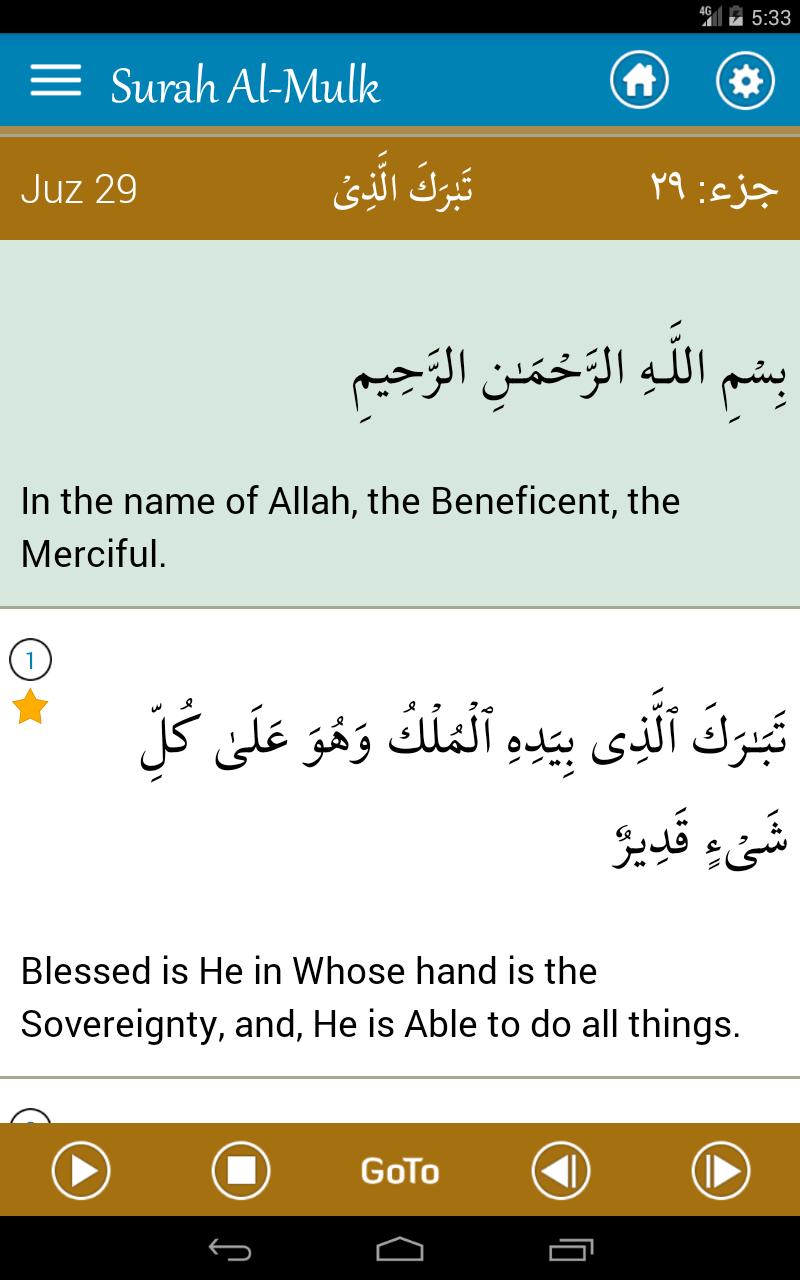 4G 5:33
Surah Al-Mulk
Juz 29 تَبٰرَكَ الَّذِیْ جزء: ٢٩
بِسْمِ اللَّـهِ الرَّحْمَـٰنِ الرَّحِيمِ
In the name of Allah, the Beneficent, the
Merciful.
1
تَبَـٰرَكَ ٱلَّذِى بِيَدِهِ ٱلْمُلْكُ وَهُوَ عَلَىٰ كُلِّ
شَىْءٍ قَدِيرٌ
Blessed is He in Whose hand is the
Sovereignty, and, He is Able to do all things.
GoTo